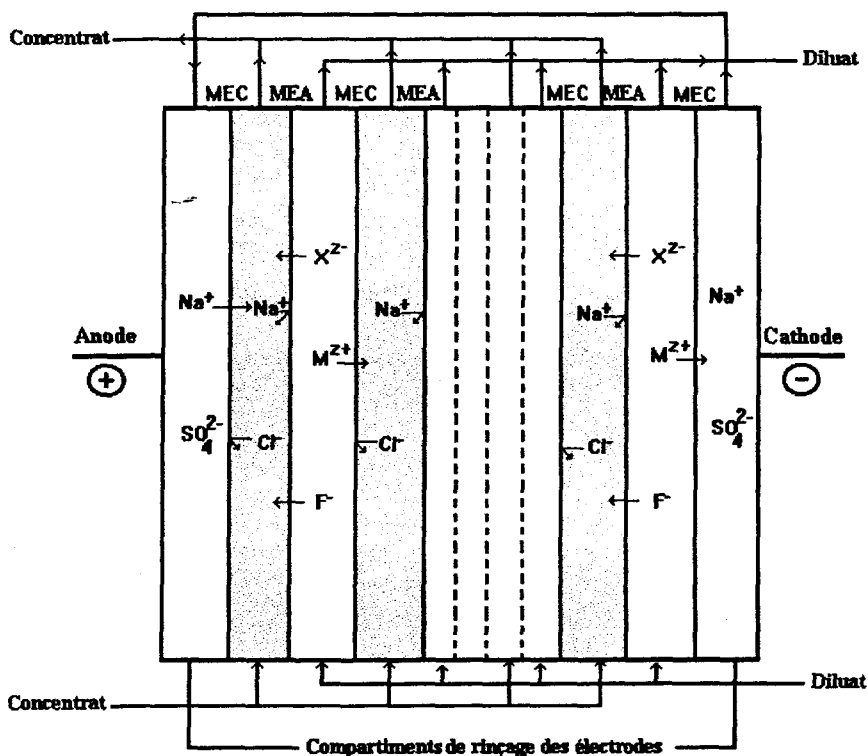 Concentrat
Diluat
MEC MEA MEC MEA MEC MEA MEC
X²⁻ X²⁻
Na⁺ Na⁺ Na⁺ Na⁺ Na⁺
Anode Cathode
M²⁺ M²⁺
+ −
SO₄²⁻ Cl⁻ Cl⁻ Cl⁻ SO₄²⁻
F⁻ F⁻
Diluat
Concentrat
Compartiments de rinçage des électrodes